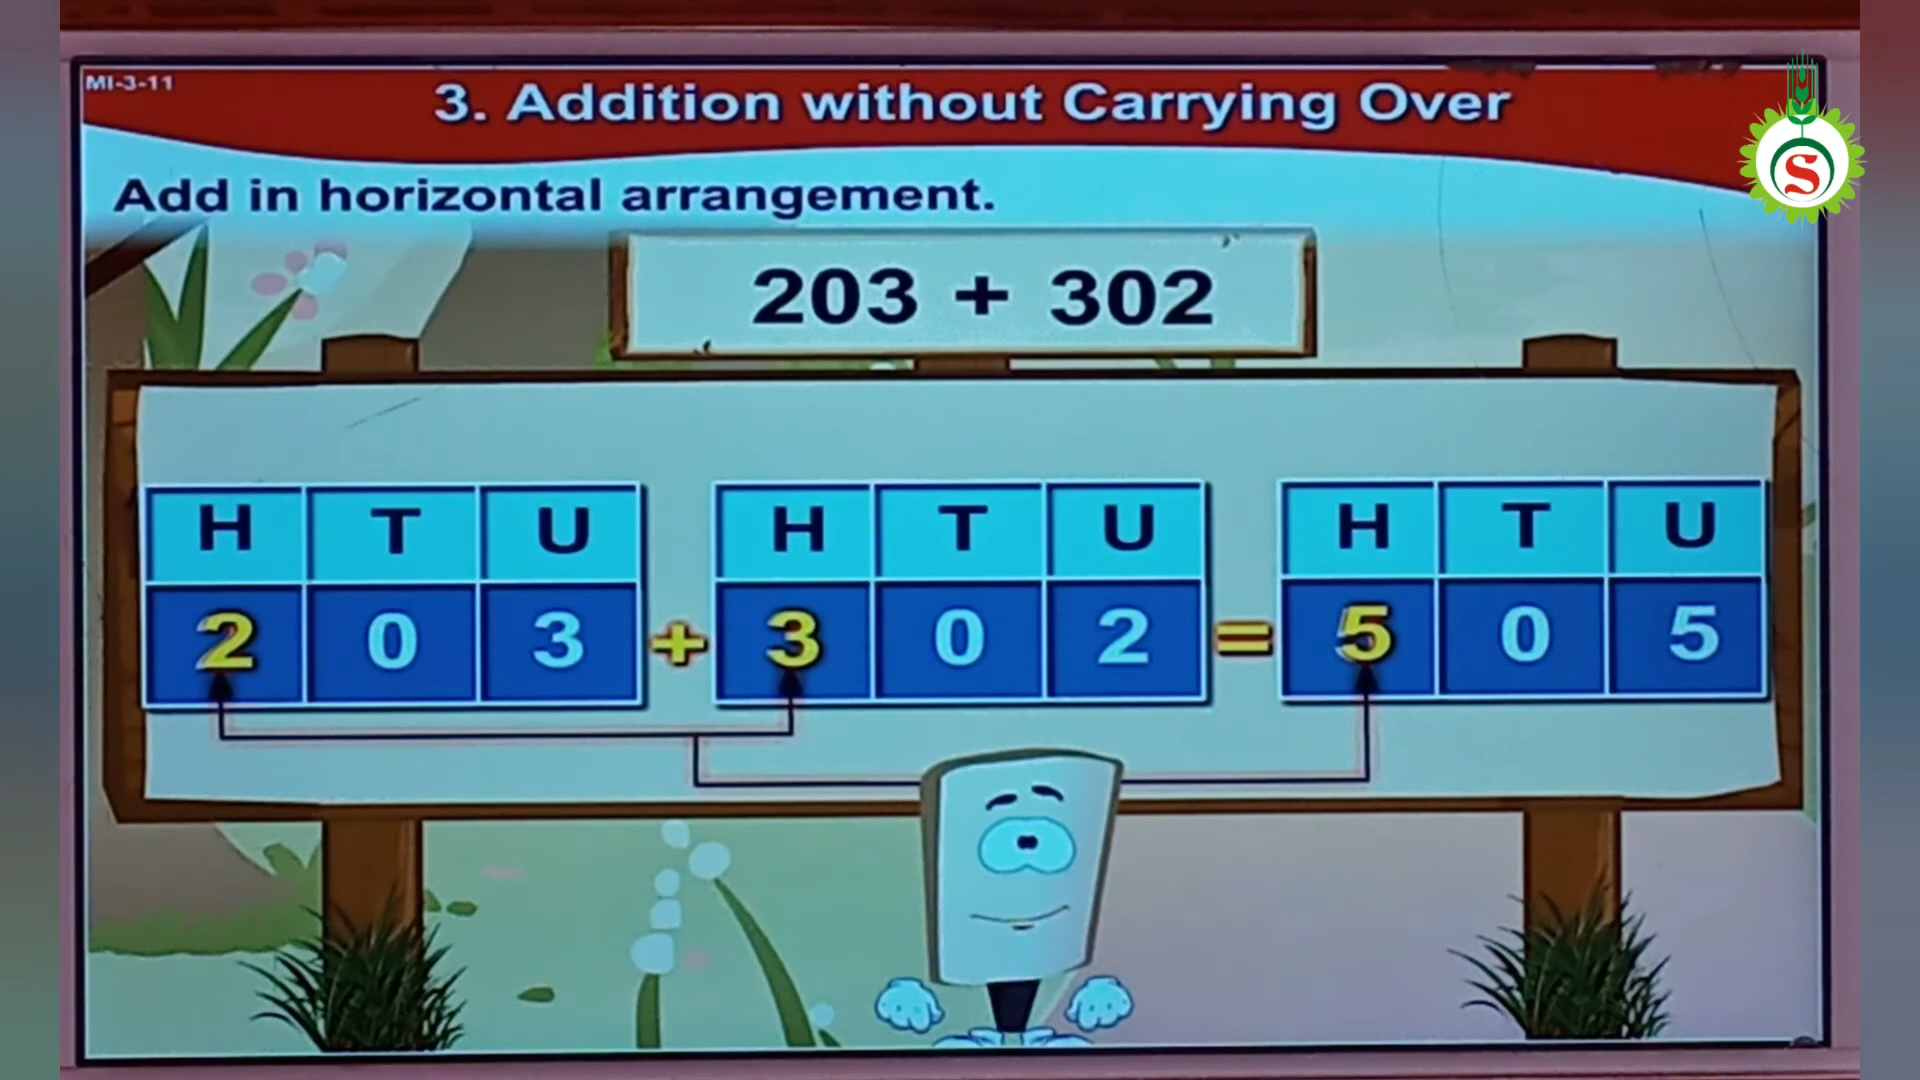 MI-3-11
3. Addition without Carrying Over
S
Add in horizontal arrangement.
203 + 302
H T U H T U H T U
2 0 3 + 3 0 2 = 5 0 5